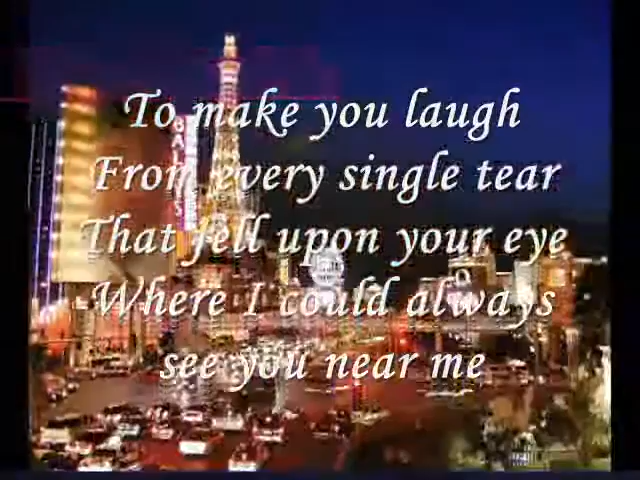 To make you laugh
From every single tear
That fell upon your eye
Where I could always
see you near me
BALLYS